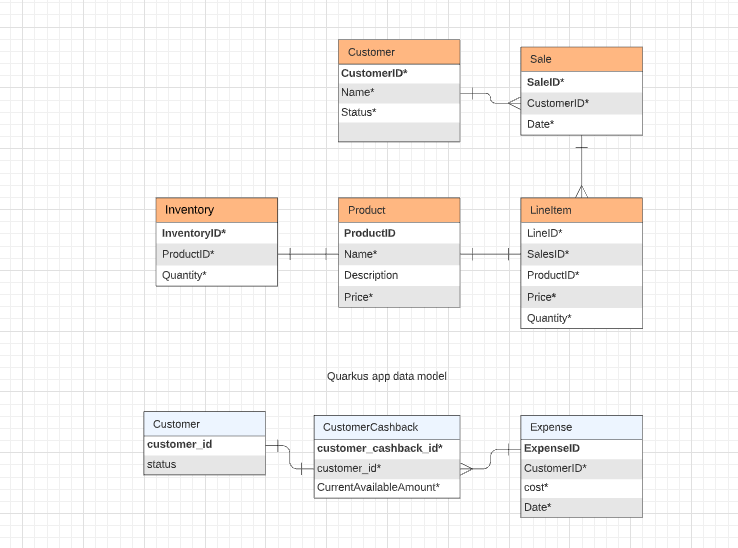 Customer
CustomerID*
Name*
Status*
Sale
SaleID*
CustomerID*
Date*
Inventory
InventoryID*
ProductID*
Quantity*
Product
ProductID
Name*
Description
Price*
LineItem
LineID*
SalesID*
ProductID*
Price*
Quantity*
Quarkus app data model
Customer
customer_id
status
CustomerCashback
customer_cashback_id*
customer_id*
CurrentAvailableAmount*
Expense
ExpenseID
CustomerID*
cost*
Date*